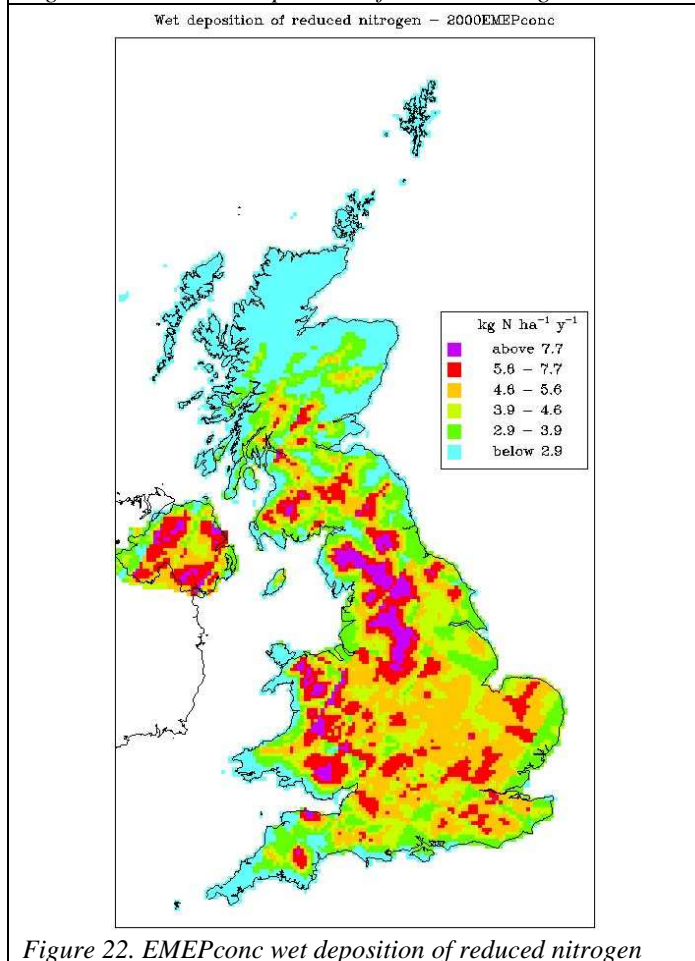 Wet deposition of reduced nitrogen – 2000EMEPconc
kg N ha⁻¹ y⁻¹
above 7.7
5.6 – 7.7
4.6 – 5.6
3.9 – 4.6
2.9 – 3.9
below 2.9
Figure 22. EMEPconc wet deposition of reduced nitrogen